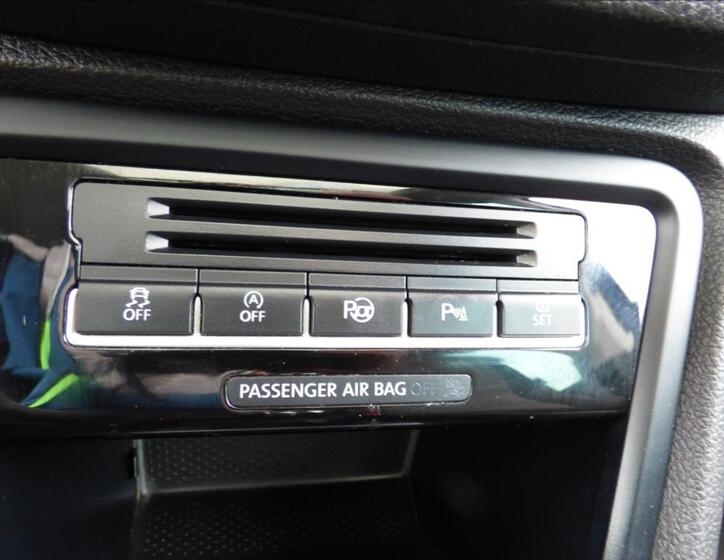 OFF
A OFF
P
P
SET
PASSENGER AIR BAG OFF